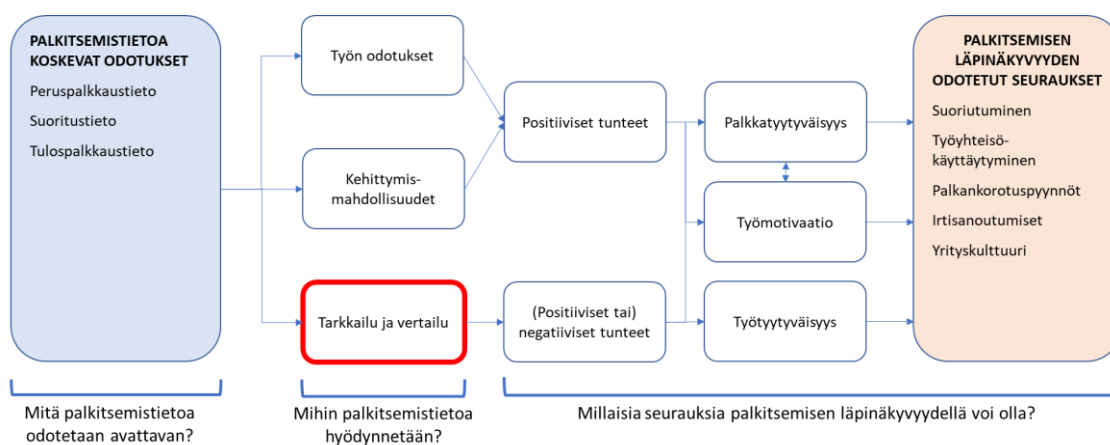 PALKITSEMISTIETOA
KOSKEVAT ODOTUKSET
Peruspalkkaustieto
Suoritustieto
Tulospalkkaustieto
Työn odotukset
Kehittymis-
mahdollisuudet
Tarkkailu ja vertailu
Positiiviset tunteet
(Positiiviset tai)
negatiiviset tunteet
Palkkatyytyväisyys
Työmotivaatio
Työtyytyväisyys
PALKITSEMISEN
LÄPINÄKYVYYDEN
ODOTETUT SEURAUKSET
Suoriutuminen
Työyhteisö-
käyttäytyminen
Palkankorotuspyynnöt
Irtisanoutumiset
Yrityskulttuuri
Mitä palkitsemistietoa
odotetaan avattavan?
Mihin palkitsemistietoa
hyödynnetään?
Millaisia seurauksia palkitsemisen läpinäkyvyydellä voi olla?